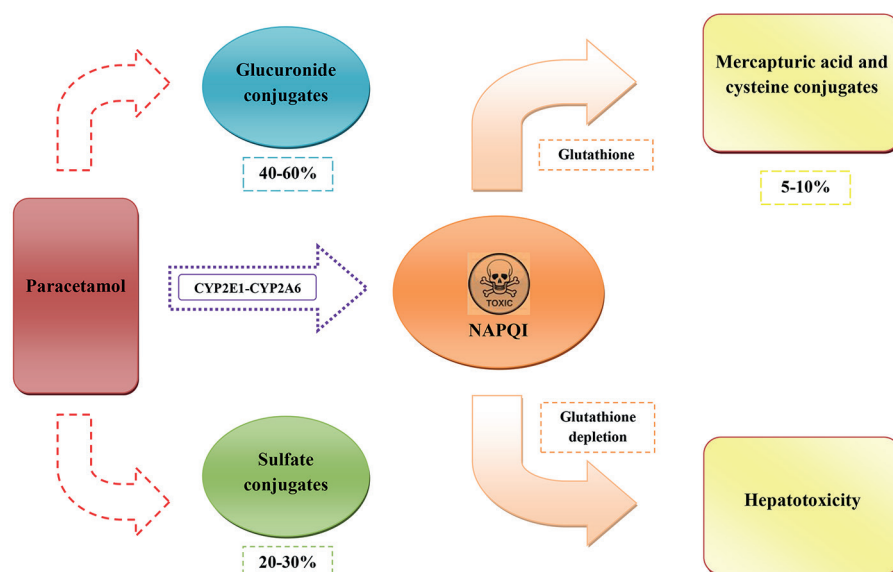 Glucuronide
conjugates
40-60%
Glutathione
Mercapturic acid and
cysteine conjugates
5-10%
Paracetamol
CYP2E1-CYP2A6
TOXIC
NAPQI
Sulfate
conjugates
20-30%
Glutathione
depletion
Hepatotoxicity